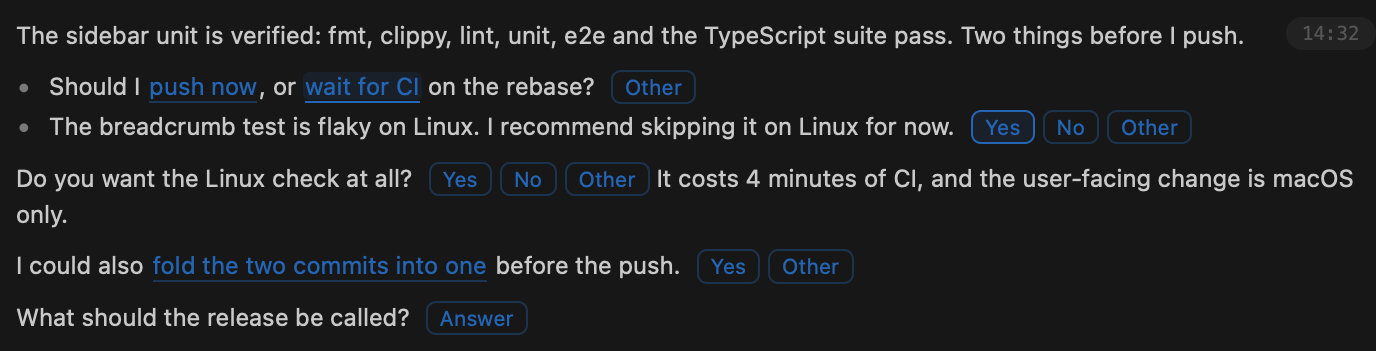 The sidebar unit is verified: fmt, clippy, lint, unit, e2e and the TypeScript suite pass. Two things before I push. 14:32
• Should I push now, or wait for CI on the rebase? Other
• The breadcrumb test is flaky on Linux. I recommend skipping it on Linux for now. Yes No Other
Do you want the Linux check at all? Yes No Other It costs 4 minutes of CI, and the user-facing change is macOS
only.
I could also fold the two commits into one before the push. Yes Other
What should the release be called? Answer